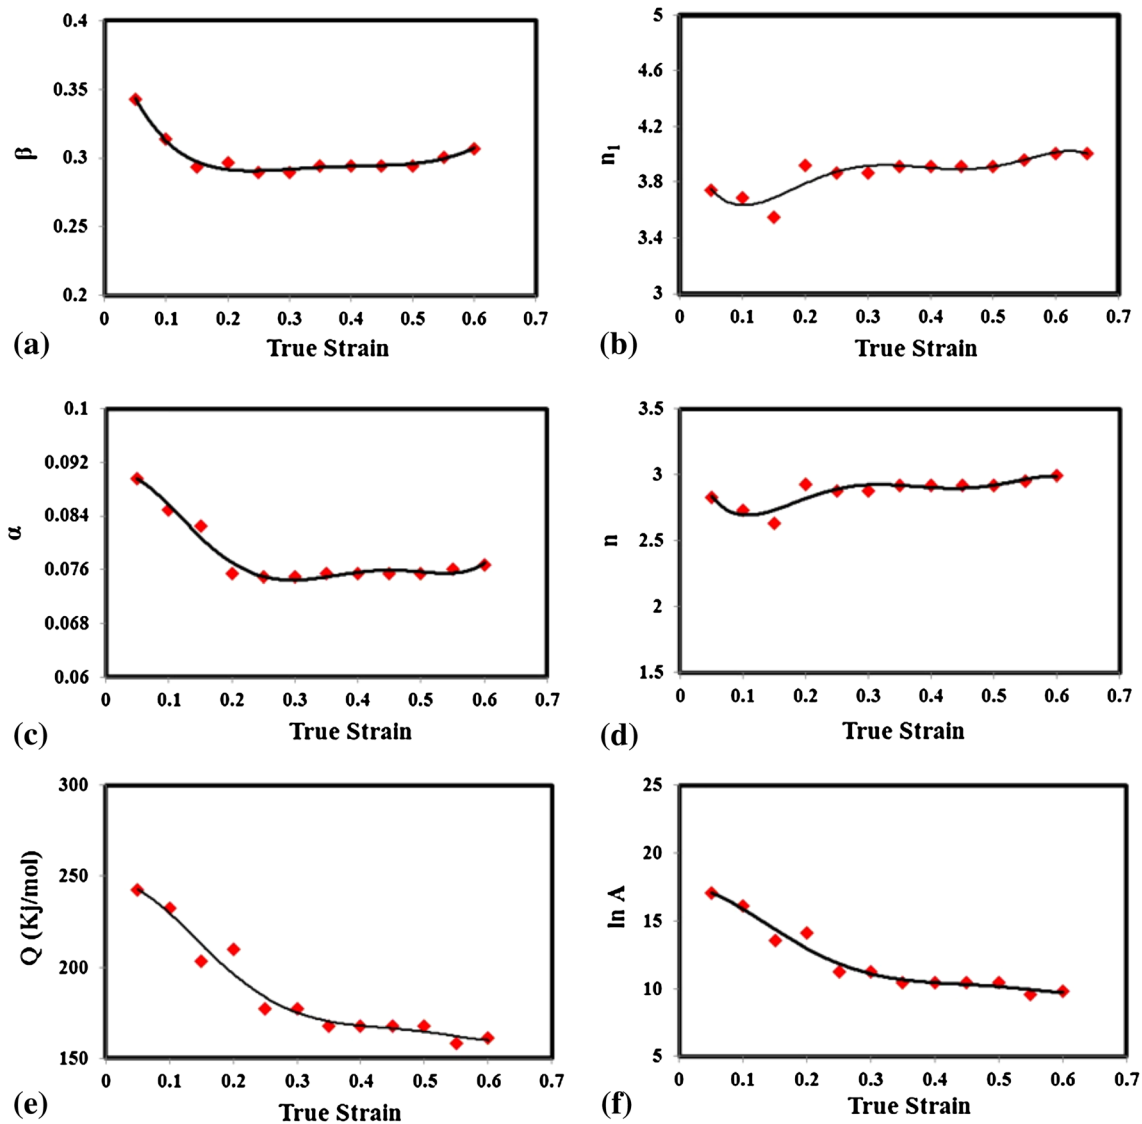 0.4
0.35
0.3
0.25
0.2
β
0 0.1 0.2 0.3 0.4 0.5 0.6 0.7
(a) True Strain
5
4.6
4.2
3.8
3.4
3
n1
0 0.1 0.2 0.3 0.4 0.5 0.6 0.7
(b) True Strain
0.1
0.092
0.084
0.076
0.068
0.06
α
0 0.1 0.2 0.3 0.4 0.5 0.6 0.7
(c) True Strain
3.5
3
2.5
2
1.5
n
0 0.1 0.2 0.3 0.4 0.5 0.6 0.7
(d) True Strain
300
250
200
150
Q (Kj/mol)
0 0.1 0.2 0.3 0.4 0.5 0.6 0.7
(e) True Strain
25
20
15
10
5
ln A
0 0.1 0.2 0.3 0.4 0.5 0.6 0.7
(f) True Strain